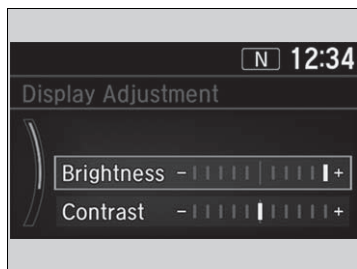 N 12:34
Display Adjustment
Brightness - +
Contrast - +